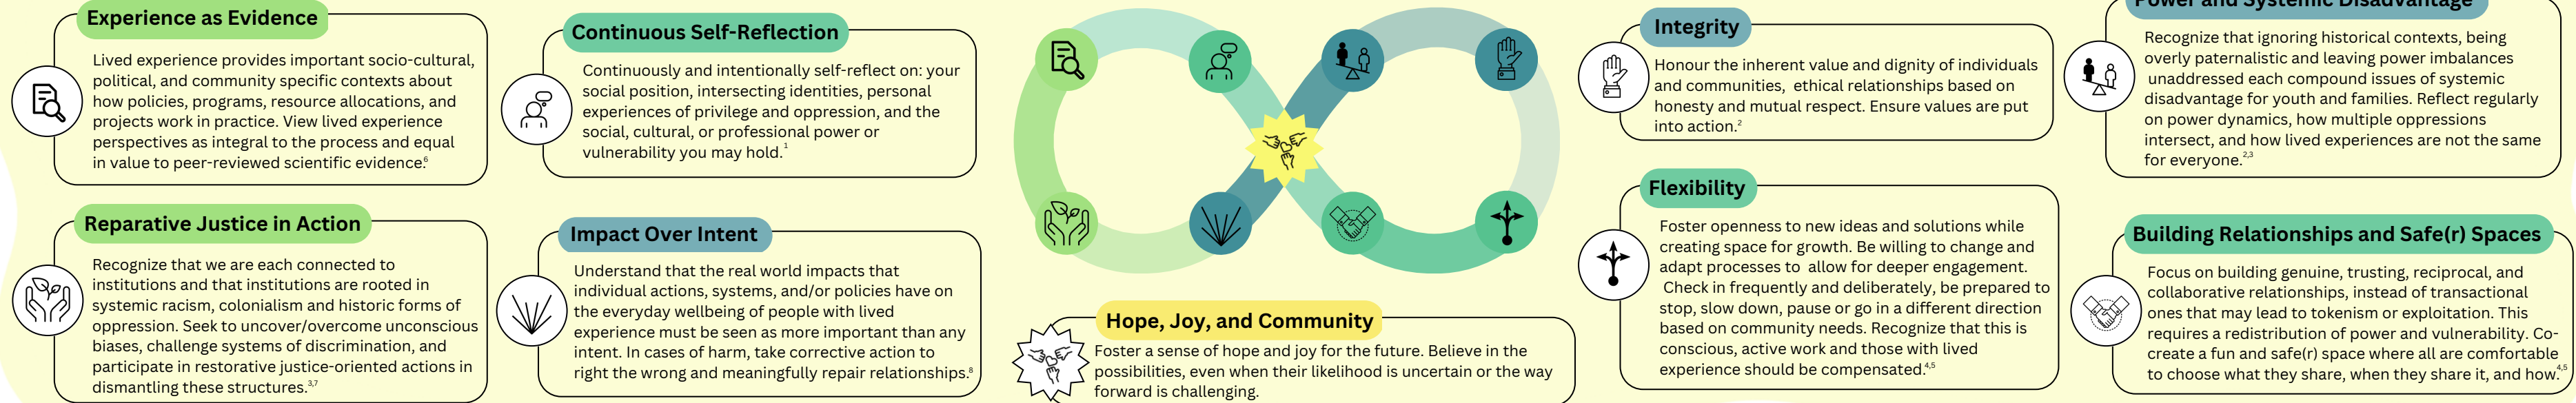 Experience as Evidence
Lived experience provides important socio-cultural,
political, and community specific contexts about
how policies, programs, resource allocations, and
projects work in practice. View lived experience
perspectives as integral to the process and equal
in value to peer-reviewed scientific evidence.6
Reparative Justice in Action
Recognize that we are each connected to
institutions and that institutions are rooted in
systemic racism, colonialism and historic forms of
oppression. Seek to uncover/overcome unconscious
biases, challenge systems of discrimination, and
participate in restorative justice-oriented actions in
dismantling these structures.3,7
Continuous Self-Reflection
Continuously and intentionally self-reflect on: your
social position, intersecting identities, personal
experiences of privilege and oppression, and the
social, cultural, or professional power or
vulnerability you may hold.1
Impact Over Intent
Understand that the real world impacts that
individual actions, systems, and/or policies have on
the everyday wellbeing of people with lived
experience must be seen as more important than any
intent. In cases of harm, take corrective action to
right the wrong and meaningfully repair relationships.8
Hope, Joy, and Community
Foster a sense of hope and joy for the future. Believe in the
possibilities, even when their likelihood is uncertain or the way
forward is challenging.
Integrity
Honour the inherent value and dignity of individuals
and communities, ethical relationships based on
honesty and mutual respect. Ensure values are put
into action.2
Flexibility
Foster openness to new ideas and solutions while
creating space for growth. Be willing to change and
adapt processes to allow for deeper engagement.
Check in frequently and deliberately, be prepared to
stop, slow down, pause or go in a different direction
based on community needs. Recognize that this is
conscious, active work and those with lived
experience should be compensated.4,5
Power and Systemic Disadvantage
Recognize that ignoring historical contexts, being
overly paternalistic and leaving power imbalances
unaddressed each compound issues of systemic
disadvantage for youth and families. Reflect regularly
on power dynamics, how multiple oppressions
intersect, and how lived experiences are not the same
for everyone.2,3
Building Relationships and Safe(r) Spaces
Focus on building genuine, trusting, reciprocal, and
collaborative relationships, instead of transactional
ones that may lead to tokenism or exploitation. This
requires a redistribution of power and vulnerability. Co-
create a fun and safe(r) space where all are comfortable
to choose what they share, when they share it, and how.4,5